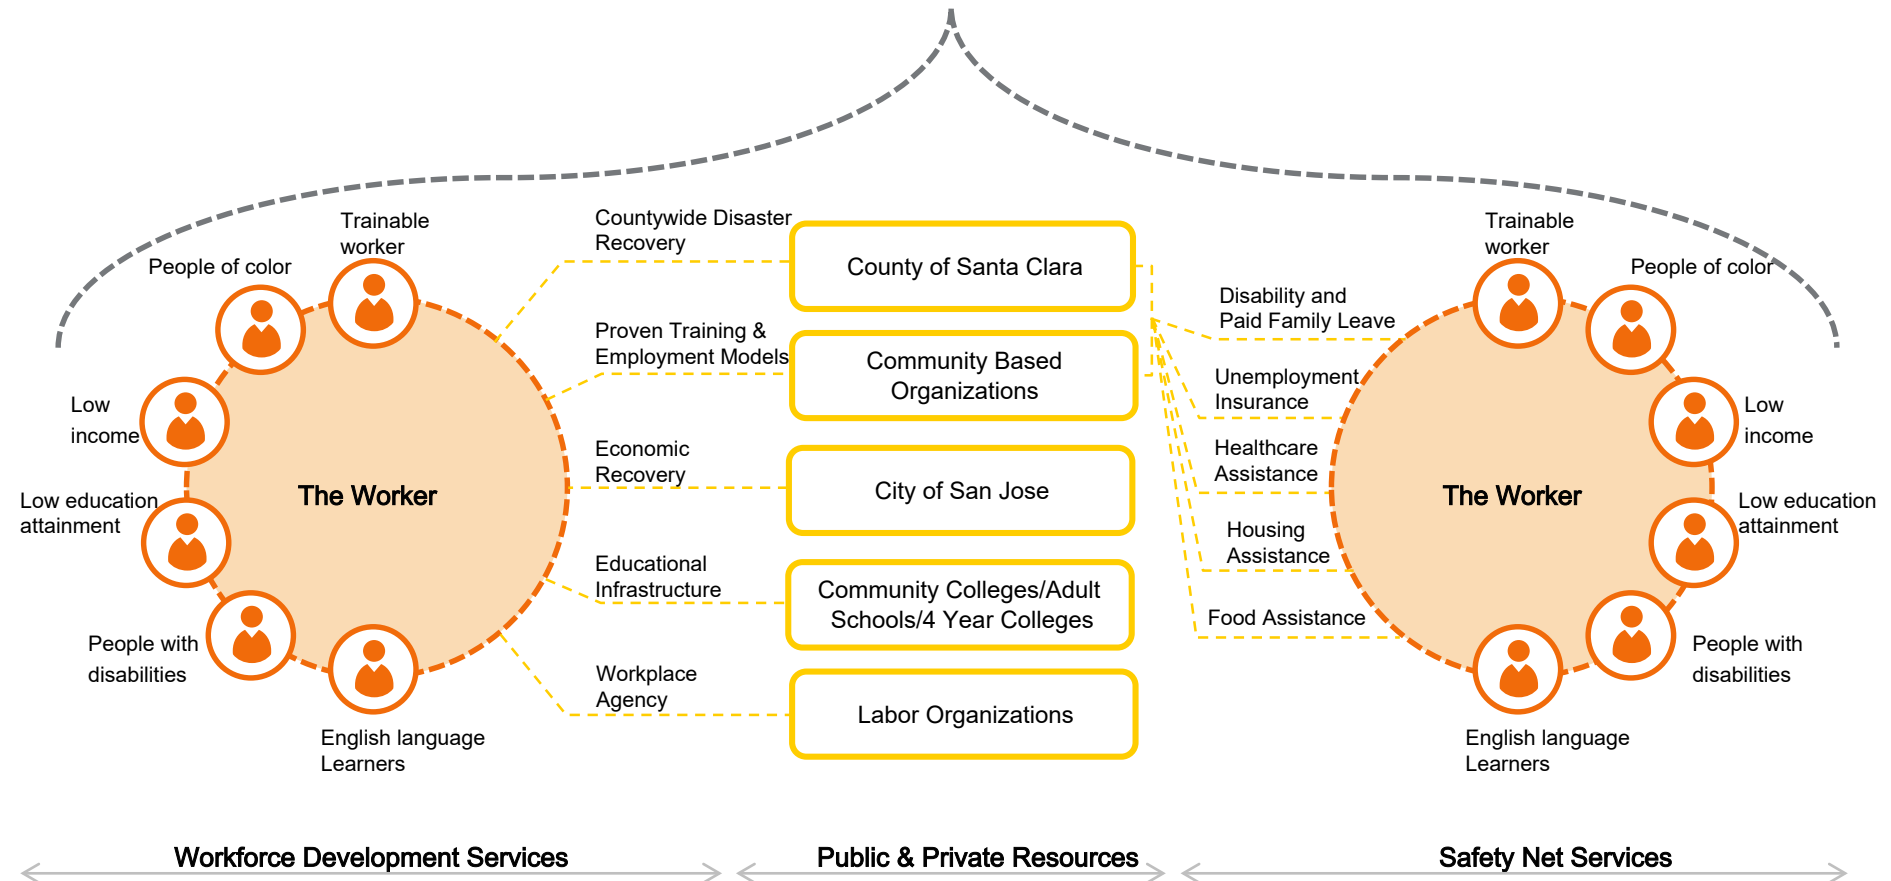 Trainable
worker
People of color
Low
income
Low education
attainment
People with
disabilities
English language
Learners
The Worker
Countywide Disaster
Recovery
Proven Training &
Employment Models
Economic
Recovery
Educational
Infrastructure
Workplace
Agency
County of Santa Clara
Community Based
Organizations
City of San Jose
Community Colleges/Adult
Schools/4 Year Colleges
Labor Organizations
Disability and
Paid Family Leave
Unemployment
Insurance
Healthcare
Assistance
Housing
Assistance
Food Assistance
Trainable
worker
People of color
Low
income
Low education
attainment
People with
disabilities
English language
Learners
The Worker
Workforce Development Services
Public & Private Resources
Safety Net Services